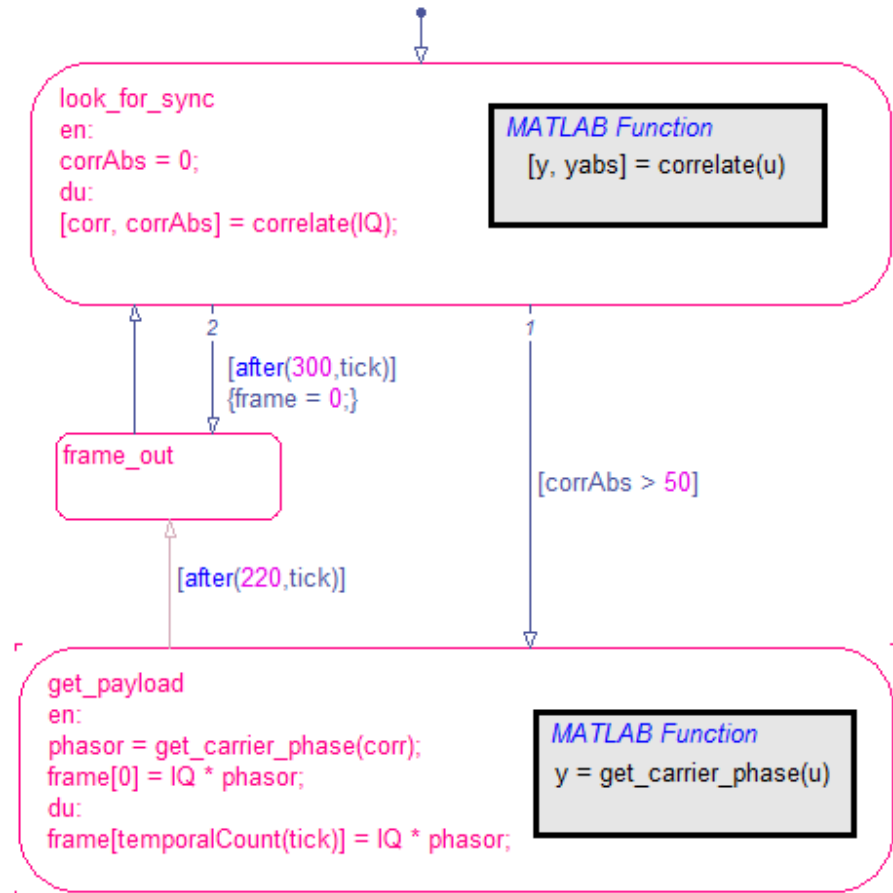 look_for_sync
en:
corrAbs = 0;
du:
[corr, corrAbs] = correlate(IQ);
MATLAB Function
[y, yabs] = correlate(u)
2
1
[after(300,tick)]
{frame = 0;}
frame_out
[corrAbs > 50]
[after(220,tick)]
get_payload
en:
phasor = get_carrier_phase(corr);
frame[0] = IQ * phasor;
du:
frame[temporalCount(tick)] = IQ * phasor;
MATLAB Function
y = get_carrier_phase(u)